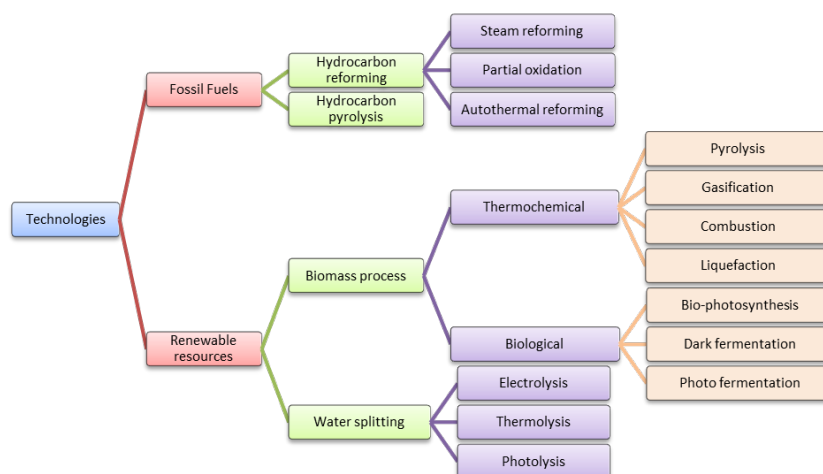 Technologies
Fossil Fuels
Hydrocarbon
reforming
Steam reforming
Partial oxidation
Autothermal reforming
Hydrocarbon
pyrolysis
Renewable
resources
Biomass process
Thermochemical
Pyrolysis
Gasification
Combustion
Liquefaction
Biological
Bio-photosynthesis
Dark fermentation
Photo fermentation
Water splitting
Electrolysis
Thermolysis
Photolysis